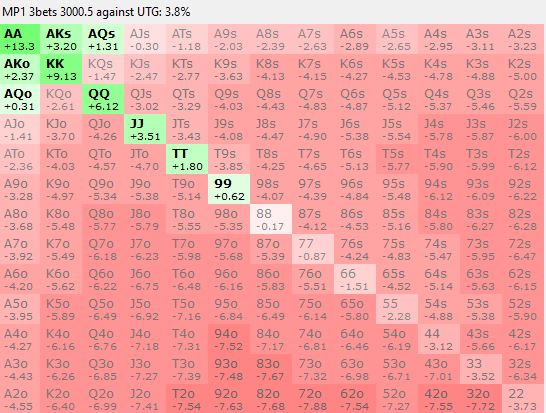 MP1 3bets 3000.5 against UTG: 3.8%
AA AKs AQs AJs ATs A9s A8s A7s A6s A5s A4s A3s A2s
+13.3 +3.20 +1.31 -0.30 -1.18 -2.03 -2.39 -2.63 -2.89 -2.65 -2.95 -3.11 -3.23
AKo KK KQs KJs KTs K9s K8s K7s K6s K5s K4s K3s K2s
+2.37 +9.13 -1.47 -2.47 -2.77 -3.63 -4.13 -4.15 -4.27 -4.53 -4.78 -4.88 -5.00
AQo KQo QQ QJs QTs Q9s Q8s Q7s Q6s Q5s Q4s Q3s Q2s
+0.31 -2.61 +6.12 -3.02 -3.29 -4.03 -4.43 -4.83 -4.87 -5.12 -5.37 -5.46 -5.59
AJo KJo QJo JJ JTs J9s J8s J7s J6s J5s J4s J3s J2s
-1.41 -3.70 -4.26 +3.51 -3.43 -4.08 -4.47 -4.90 -5.38 -5.54 -5.78 -5.87 -6.00
ATo KTo QTo JTo TT T9s T8s T7s T6s T5s T4s T3s T2s
-2.36 -4.03 -4.57 -4.70 +1.80 -3.85 -4.25 -4.65 -5.13 -5.77 -5.90 -5.99 -6.12
A9o K9o Q9o J9o T9o 99 98s 97s 96s 95s 94s 93s 92s
-3.28 -4.97 -5.34 -5.38 -5.14 +0.62 -4.07 -4.39 -4.84 -5.48 -6.12 -6.09 -6.22
A8o K8o Q8o J8o T8o 98o 88 87s 86s 85s 84s 83s 82s
-3.68 -5.48 -5.77 -5.79 -5.55 -5.35 -0.17 -4.12 -4.53 -5.16 -5.80 -6.27 -6.28
A7o K7o Q7o J7o T7o 97o 87o 77 76s 75s 74s 73s 72s
-3.92 -5.49 -6.18 -6.23 -5.98 -5.68 -5.39 -0.87 -4.24 -4.83 -5.47 -5.95 -6.47
A6o K6o Q6o J6o T6o 96o 86o 76o 66 65s 64s 63s 62s
-4.20 -5.62 -6.22 -6.75 -6.48 -6.16 -5.83 -5.51 -1.51 -4.52 -5.14 -5.63 -6.15
A5o K5o Q5o J5o T5o 95o 85o 75o 65o 55 54s 53s 52s
-3.95 -5.89 -6.49 -6.92 -7.16 -6.84 -6.49 -6.14 -5.80 -2.28 -4.88 -5.38 -5.90
A4o K4o Q4o J4o T4o 94o 84o 74o 64o 54o 44 43s 42s
-4.27 -6.16 -6.76 -7.18 -7.31 -7.52 -7.17 -6.81 -6.46 -6.19 -3.12 -5.66 -6.17
A3o K3o Q3o J3o T3o 93o 83o 73o 63o 53o 43o 33 32s
-4.43 -6.26 -6.85 -7.27 -7.39 -7.48 -7.67 -7.32 -6.98 -6.71 -7.01 -3.52 -6.34
A2o K2o Q2o J2o T2o 92o 82o 72o 62o 52o 42o 32o 22
-4.55 -6.40 -6.99 -7.41 -7.54 -7.63 -7.68 -7.88 -7.54 -7.27 -7.55 -7.72 -3.73